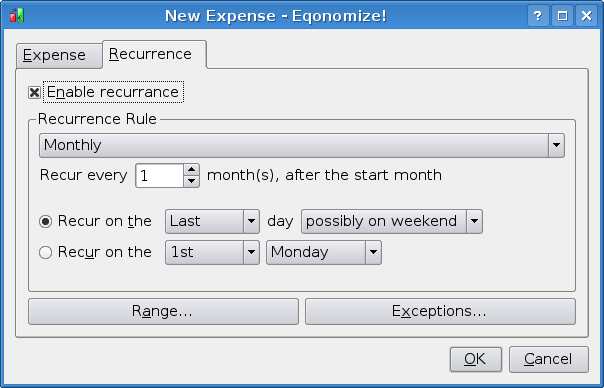 New Expense - Eqonomize!
Expense Recurrence
Enable recurrance
Recurrence Rule
Monthly
Recur every 1 month(s), after the start month
Recur on the Last day possibly on weekend
Recur on the 1st Monday
Range... Exceptions...
OK Cancel